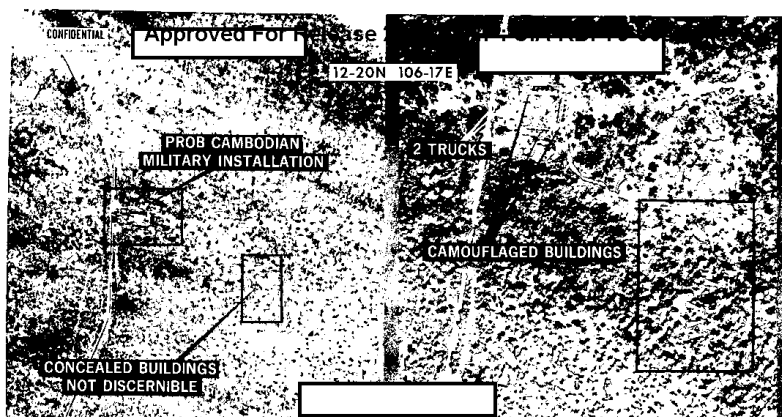 CONFIDENTIAL
Approved For Release
12-20N 106-17E
PROB CAMBODIAN
MILITARY INSTALLATION
2 TRUCKS
CAMOUFLAGED BUILDINGS
CONCEALED BUILDINGS
NOT DISCERNIBLE